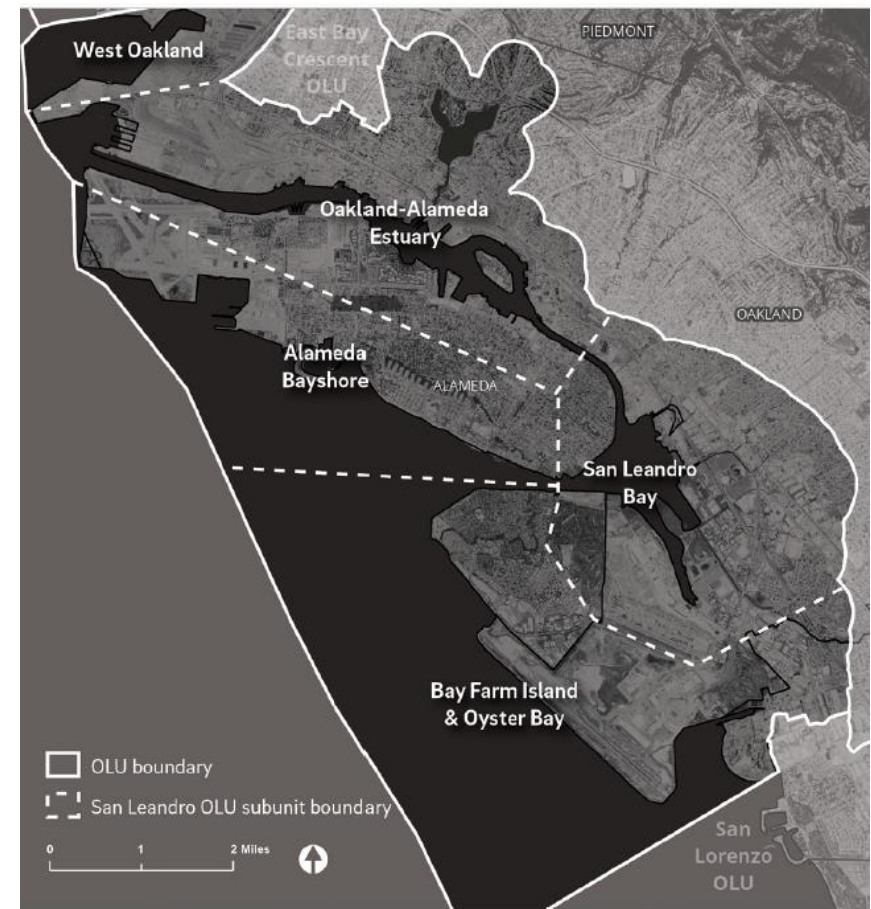 West Oakland
East Bay
Crescent
OLU
PIEDMONT
Oakland-Alameda
Estuary
OAKLAND
Alameda
Bayshore
ALAMEDA
San Leandro
Bay
Bay Farm Island
& Oyster Bay
OLU boundary
San Leandro OLU subunit boundary
0 1 2 Miles
San
Lorenzo
OLU